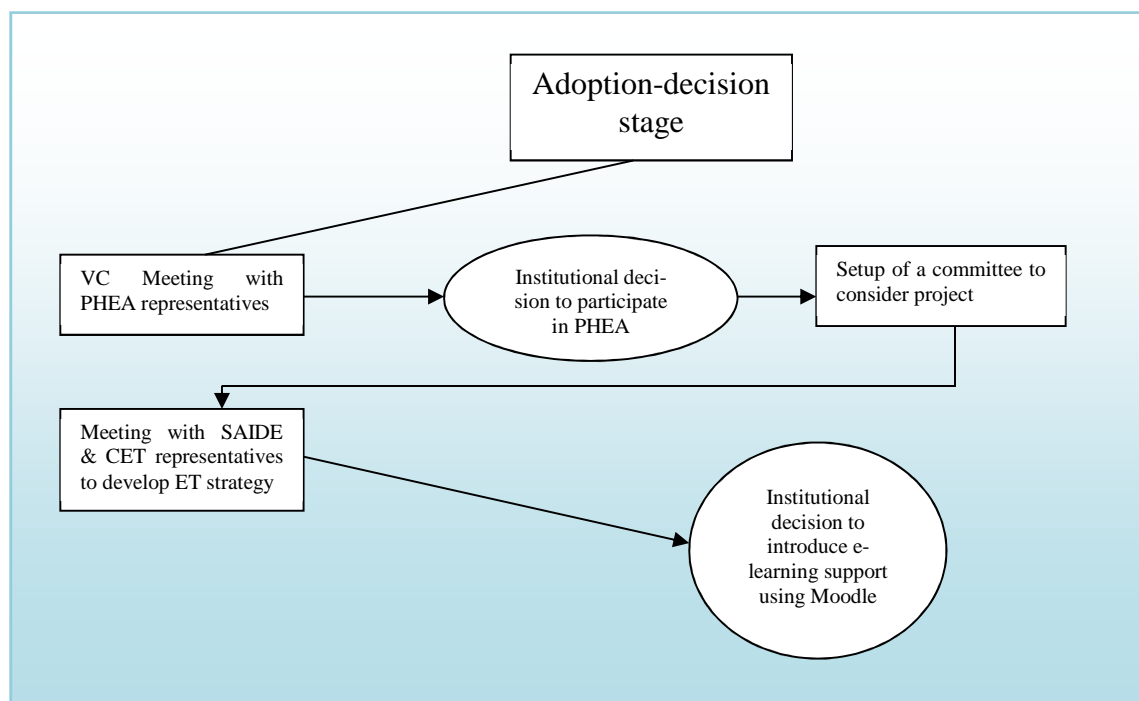 Adoption-decision
stage
VC Meeting with
PHEA representatives
Institutional deci-
sion to participate
in PHEA
Setup of a committee to
consider project
Meeting with SAIDE
& CET representatives
to develop ET strategy
Institutional
decision to
introduce e-
learning support
using Moodle